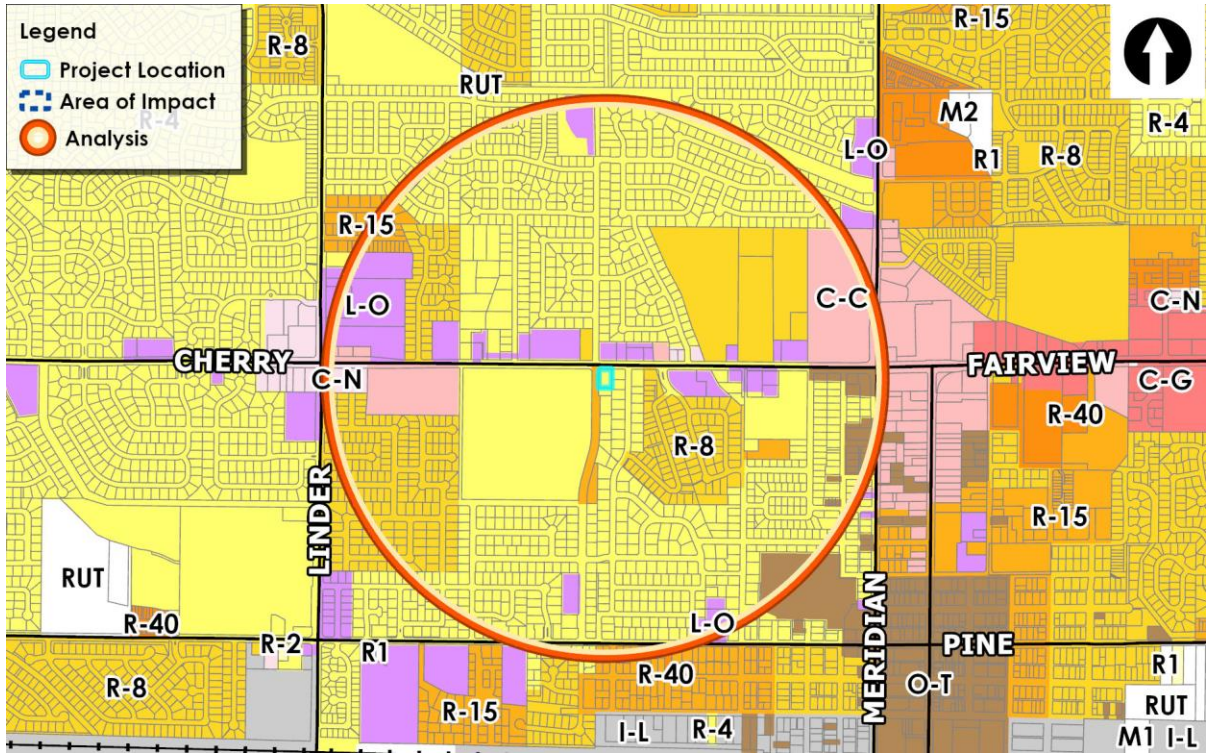 Legend
Project Location
Area of Impact
Analysis
R-4
R-8
RUT
R-15
M2
R-4
L-O
R1
R-8
R-15
L-O
C-C
C-N
CHERRY
FAIRVIEW
C-N
C-G
R-40
R-8
LINDER
R-15
RUT
MERIDIAN
R-40
L-O
R-2
R1
PINE
R1
R-8
R-40
O-T
R-15
RUT
I-L
R-4
M1
I-L